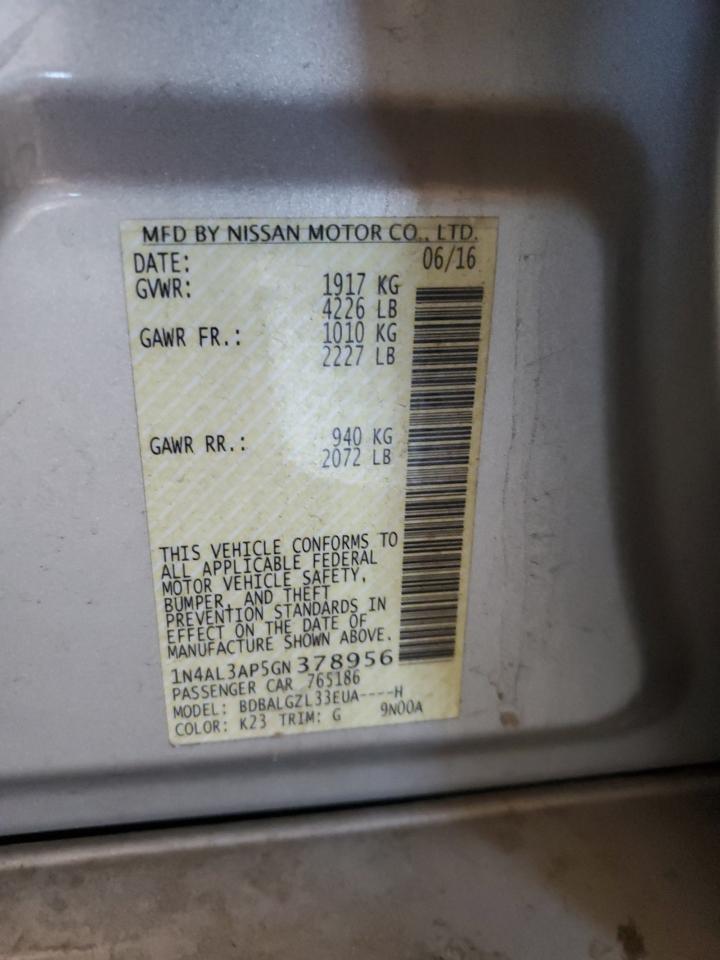 MFD BY NISSAN MOTOR CO., LTD.
DATE: 06/16
GVWR: 1917 KG
4226 LB
GAWR FR.: 1010 KG
2227 LB
GAWR RR.: 940 KG
2072 LB
THIS VEHICLE CONFORMS TO
ALL APPLICABLE FEDERAL
MOTOR VEHICLE SAFETY,
BUMPER, AND THEFT
PREVENTION STANDARDS IN
EFFECT ON THE DATE OF
MANUFACTURE SHOWN ABOVE.
1N4AL3AP5GN378956
PASSENGER CAR 765186
MODEL: BDBALGZL33EUA----H
COLOR: K23 TRIM: G 9N00A